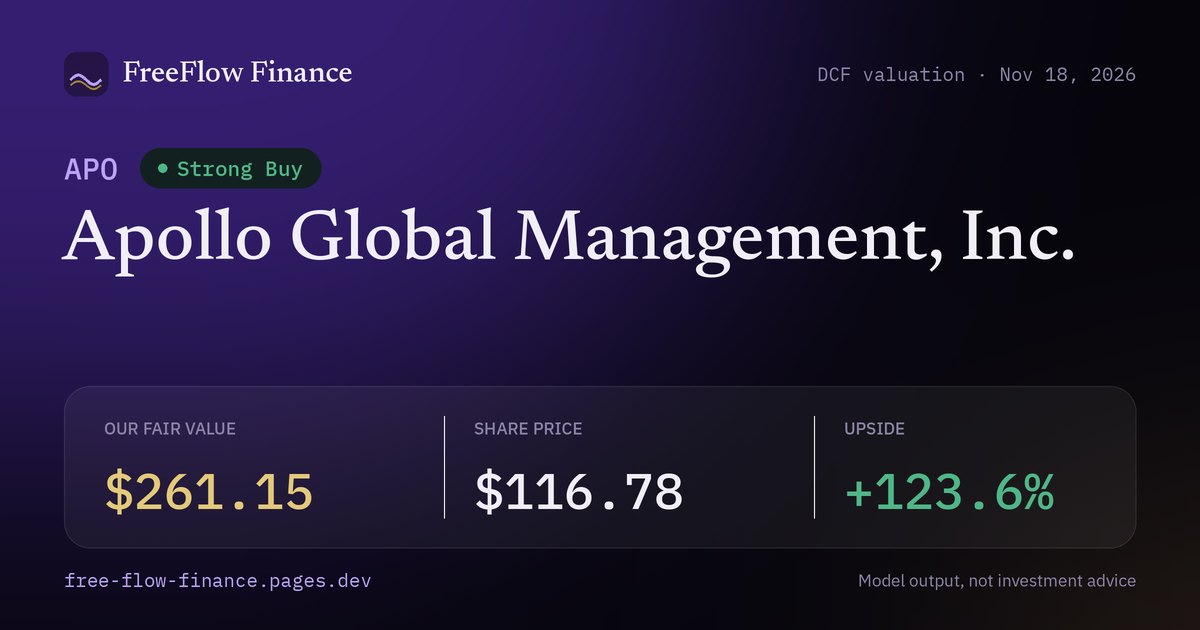 FreeFlow Finance
DCF valuation · Nov 18, 2026
APO
Strong Buy
Apollo Global Management, Inc.
OUR FAIR VALUE
$261.15
SHARE PRICE
$116.78
UPSIDE
+123.6%
free-flow-finance.pages.dev
Model output, not investment advice